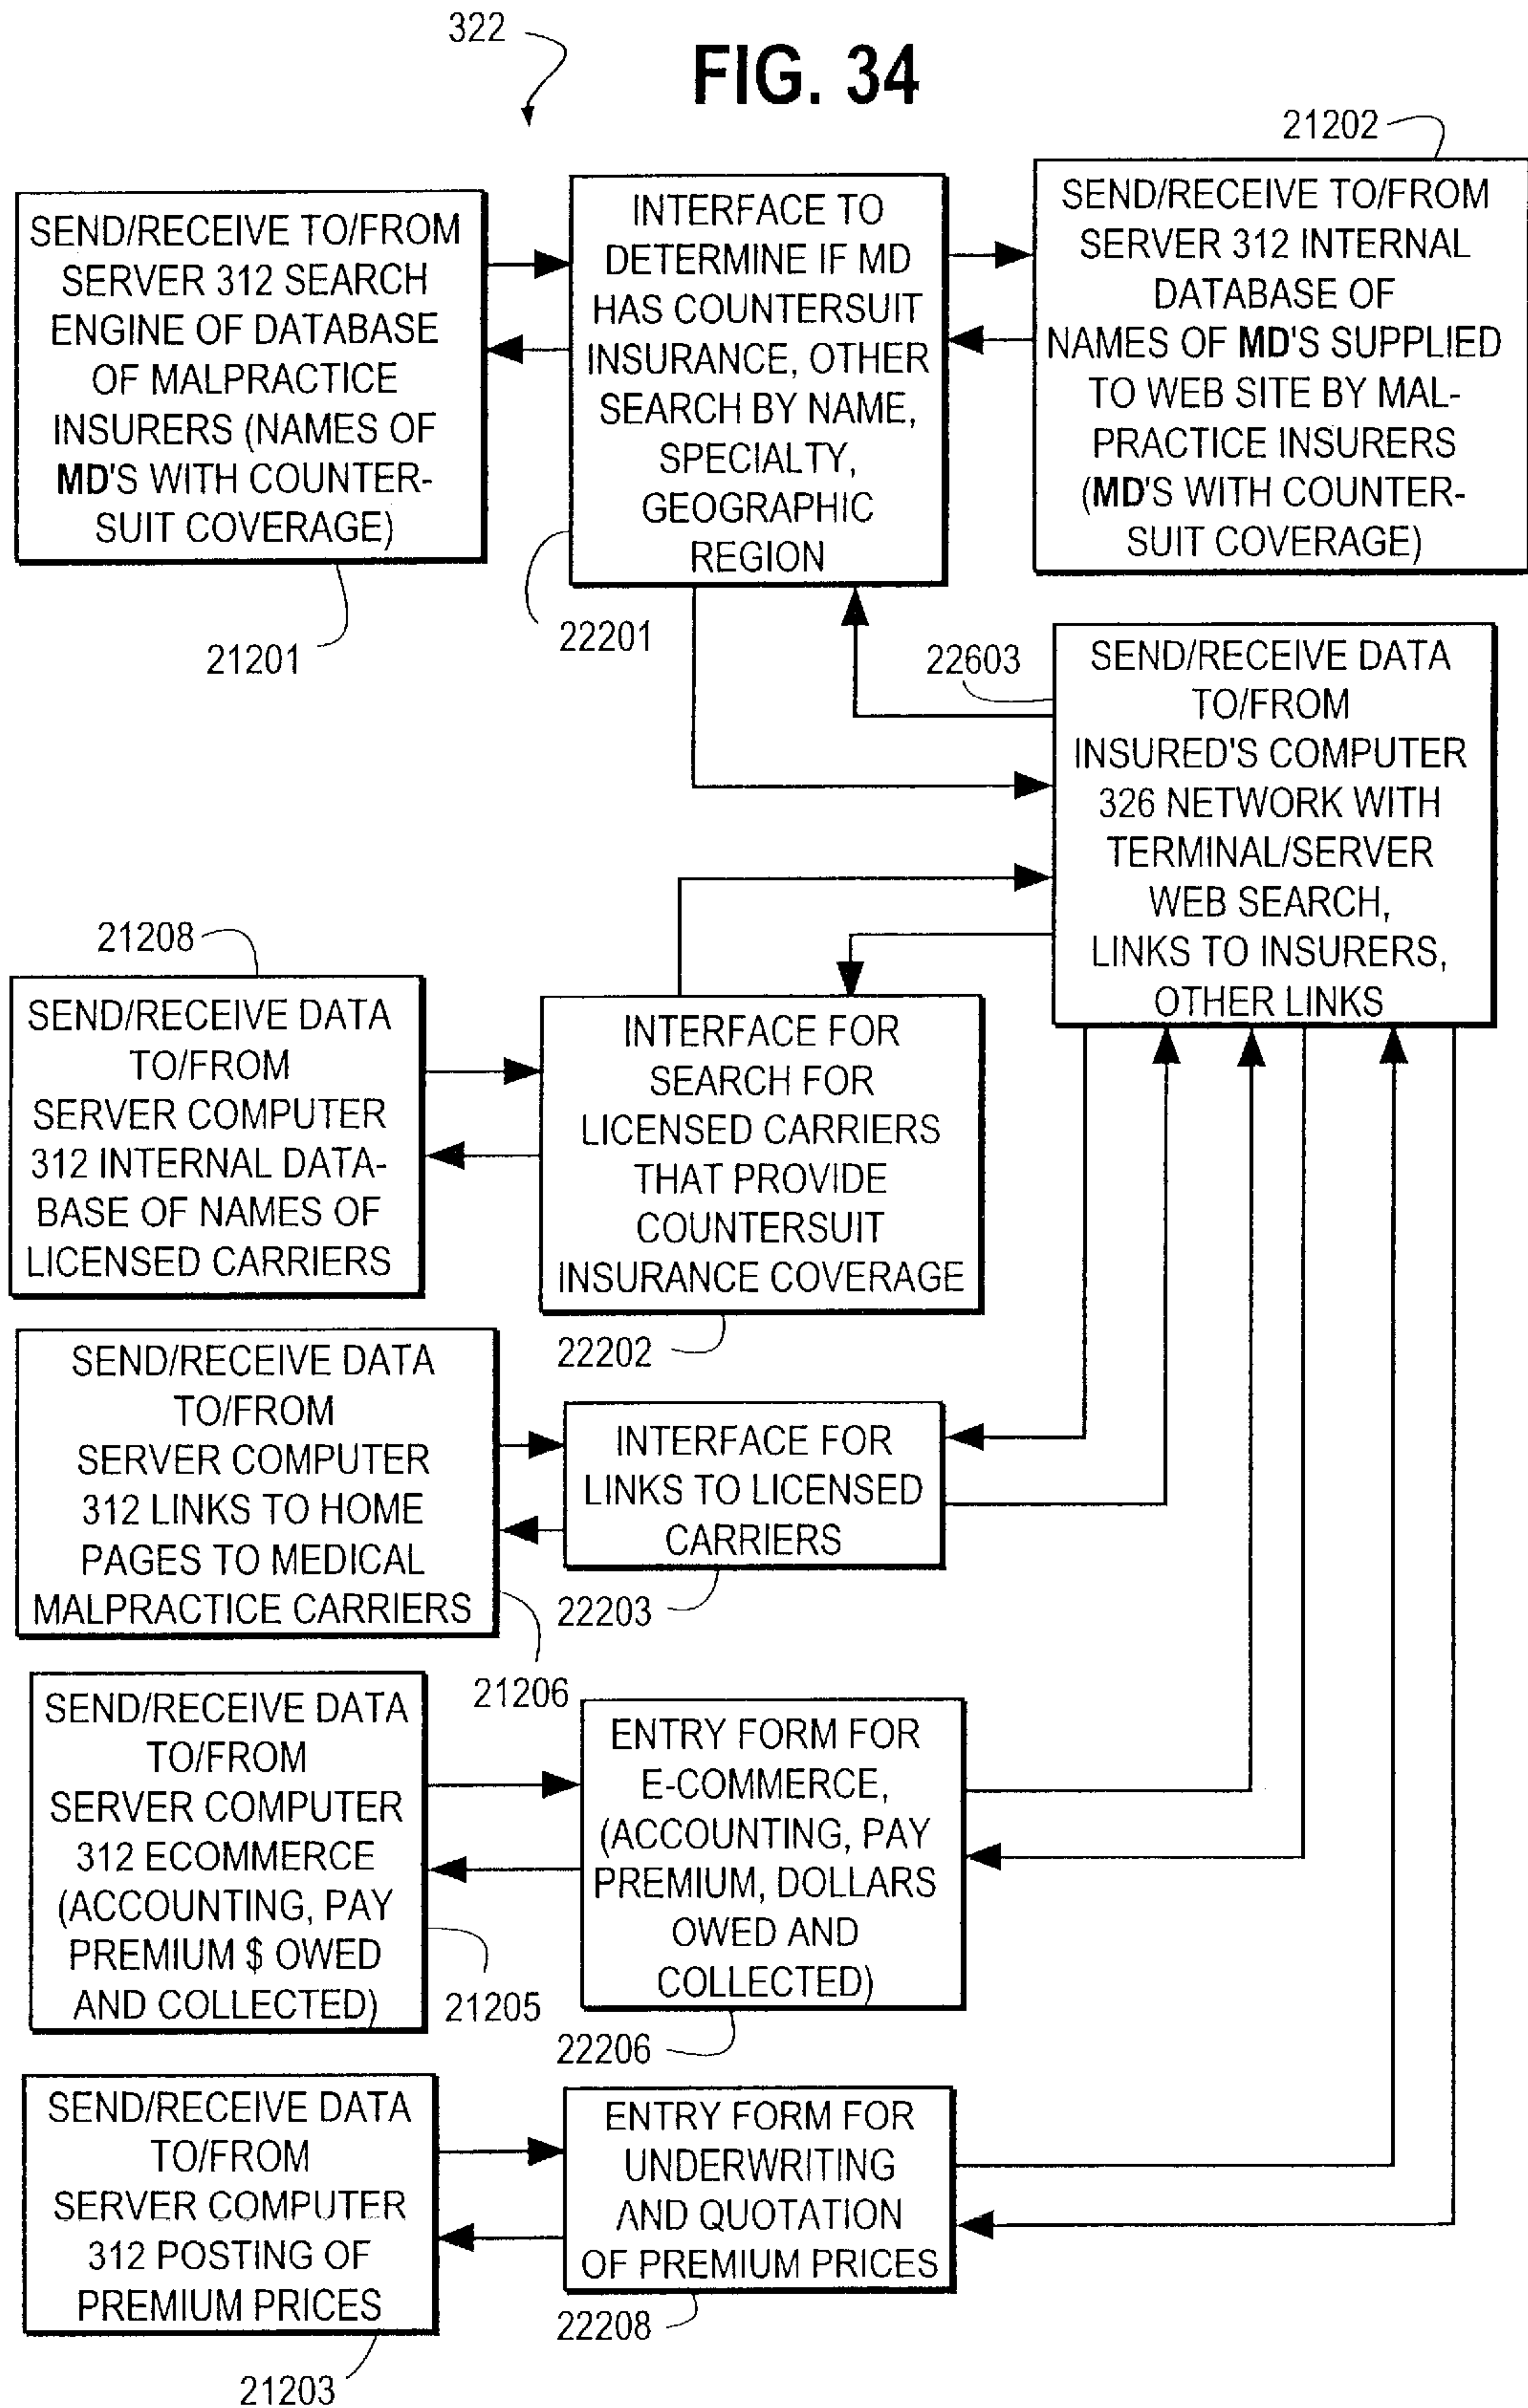 322
FIG. 34
21202
SEND/RECEIVE TO/FROM
SERVER 312 SEARCH
ENGINE OF DATABASE
OF MALPRACTICE
INSURERS (NAMES OF
MD'S WITH COUNTER-
SUIT COVERAGE)
21201
INTERFACE TO
DETERMINE IF MD
HAS COUNTERSUIT
INSURANCE, OTHER
SEARCH BY NAME,
SPECIALTY,
GEOGRAPHIC
REGION
22201
SEND/RECEIVE TO/FROM
SERVER 312 INTERNAL
DATABASE OF
NAMES OF MD'S SUPPLIED
TO WEB SITE BY MAL-
PRACTICE INSURERS
(MD'S WITH COUNTER-
SUIT COVERAGE)
22603
SEND/RECEIVE DATA
TO/FROM
INSURED'S COMPUTER
326 NETWORK WITH
TERMINAL/SERVER
WEB SEARCH,
LINKS TO INSURERS,
OTHER LINKS
21208
SEND/RECEIVE DATA
TO/FROM
SERVER COMPUTER
312 INTERNAL DATA-
BASE OF NAMES OF
LICENSED CARRIERS
INTERFACE FOR
SEARCH FOR
LICENSED CARRIERS
THAT PROVIDE
COUNTERSUIT
INSURANCE COVERAGE
22202
SEND/RECEIVE DATA
TO/FROM
SERVER COMPUTER
312 LINKS TO HOME
PAGES TO MEDICAL
MALPRACTICE CARRIERS
21206
INTERFACE FOR
LINKS TO LICENSED
CARRIERS
22203
SEND/RECEIVE DATA
TO/FROM
SERVER COMPUTER
312 ECOMMERCE
(ACCOUNTING, PAY
PREMIUM $ OWED
AND COLLECTED)
21205
ENTRY FORM FOR
E-COMMERCE,
(ACCOUNTING, PAY
PREMIUM, DOLLARS
OWED AND
COLLECTED)
22206
SEND/RECEIVE DATA
TO/FROM
SERVER COMPUTER
312 POSTING OF
PREMIUM PRICES
21203
ENTRY FORM FOR
UNDERWRITING
AND QUOTATION
OF PREMIUM PRICES
22208